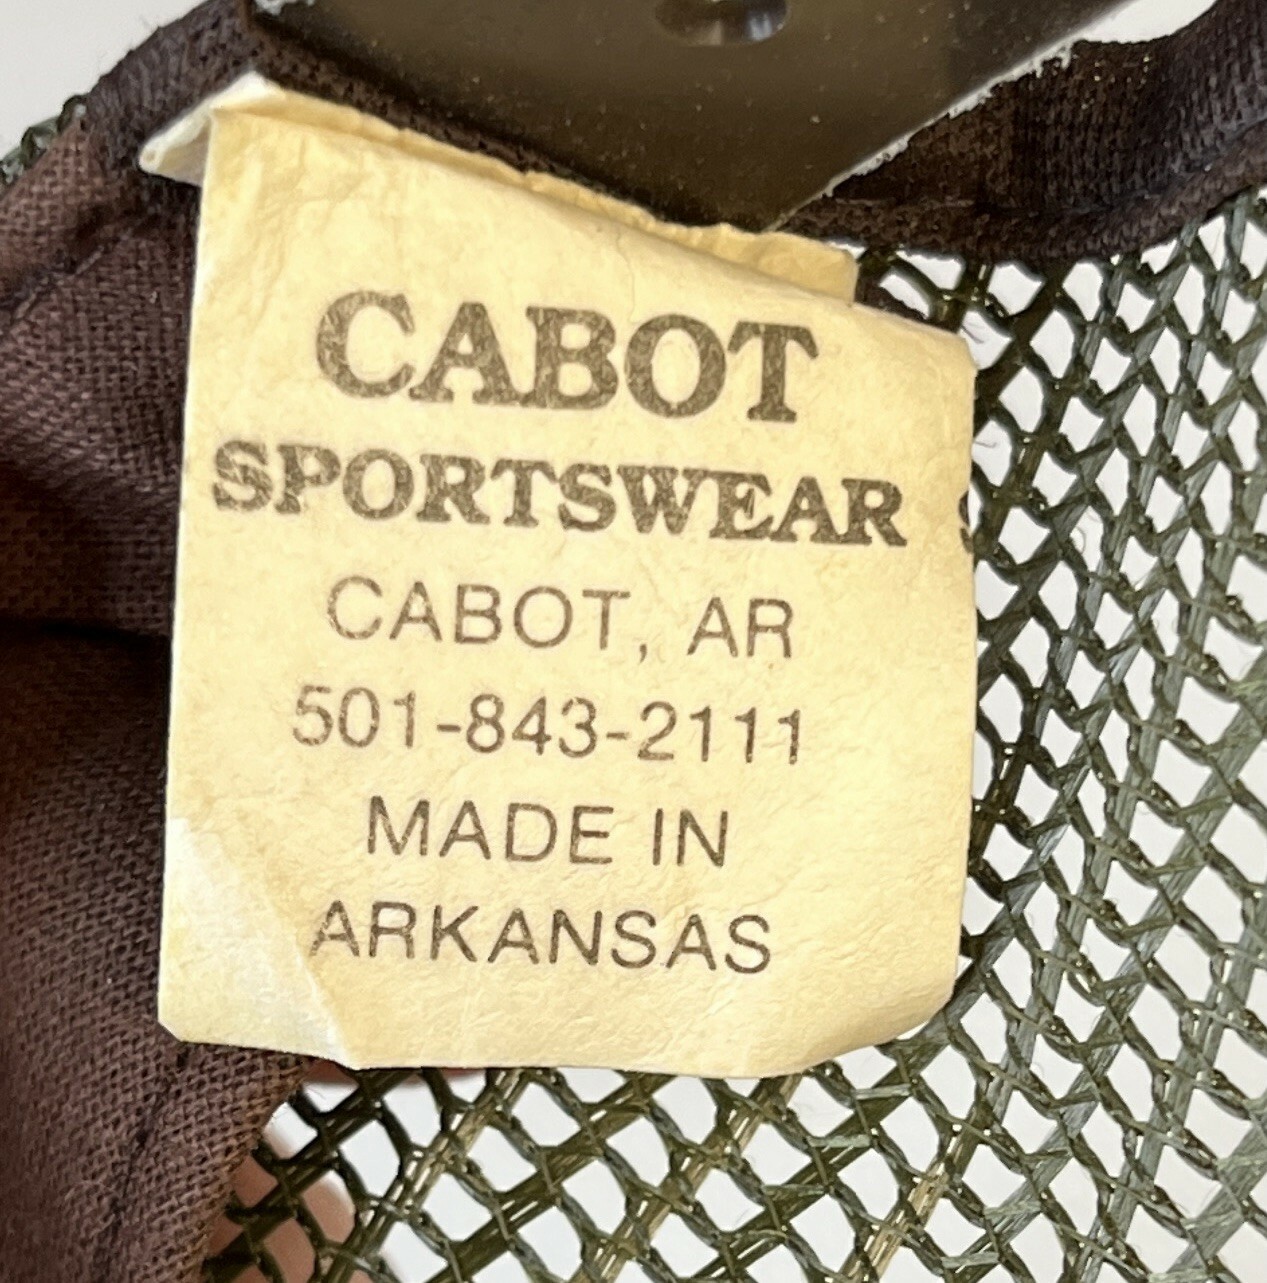 CABOT
SPORTSWEAR
CABOT, AR
501-843-2111
MADE IN
ARKANSAS